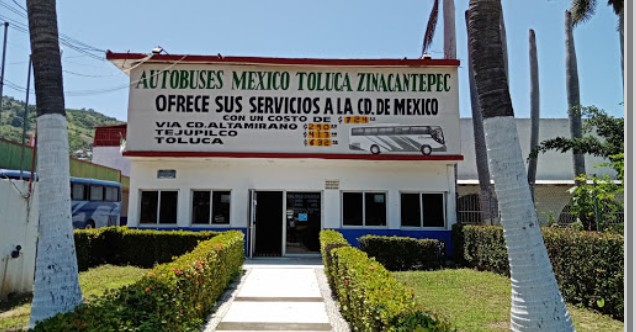 AUTOBUSES MEXICO TOLUCA ZINACANTEPEC
OFRECE SUS SERVICIOS A LA CD. DE MEXICO
CON UN COSTO DE $
VIA CD. ALTAMIRANO $
TEJUPILCO $
TOLUCA $